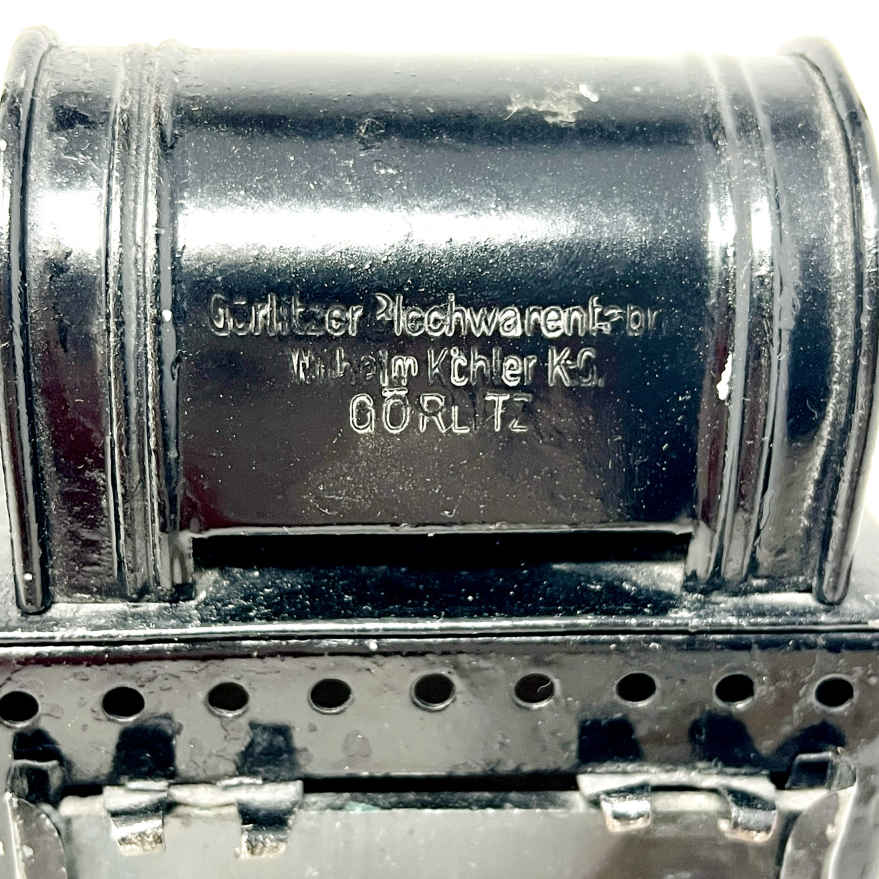 Görlitzer Blechwarenfabr.
Wilhelm Köhler K-G.
GÖRLITZ